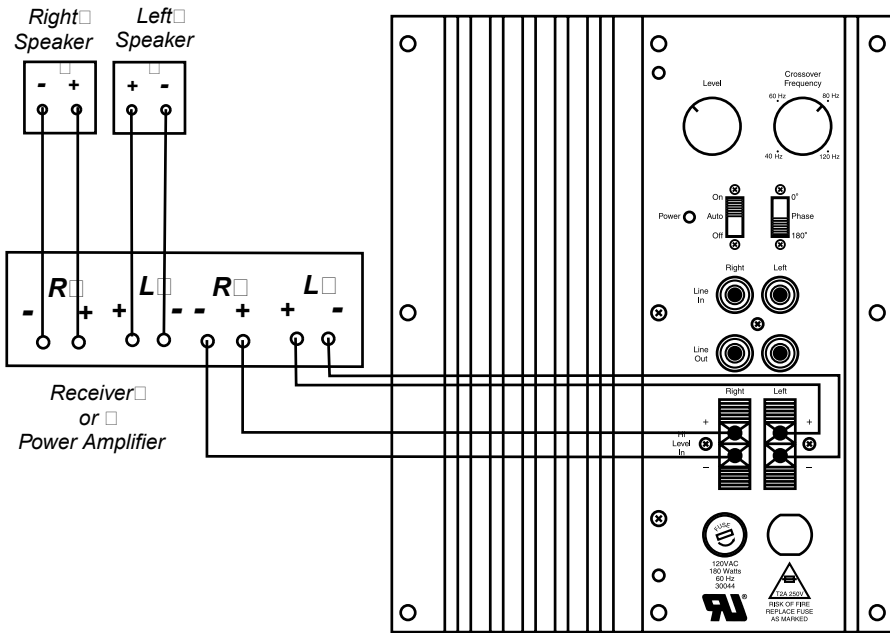 Right
Speaker
Left
Speaker
- +
+ -
R L R L
- + + - - + + -
Receiver
or
Power Amplifier
Level
Crossover
Frequency
60 Hz 80 Hz
40 Hz 120 Hz
On
Auto
Off
Power
0°
Phase
180°
Right Left
Line
In
Line
Out
Right Left
+ +
Hi
Level
In
- -
FUSE
120VAC
180 Watts
60 Hz
30044
T2A 250V
RISK OF FIRE
REPLACE FUSE
AS MARKED